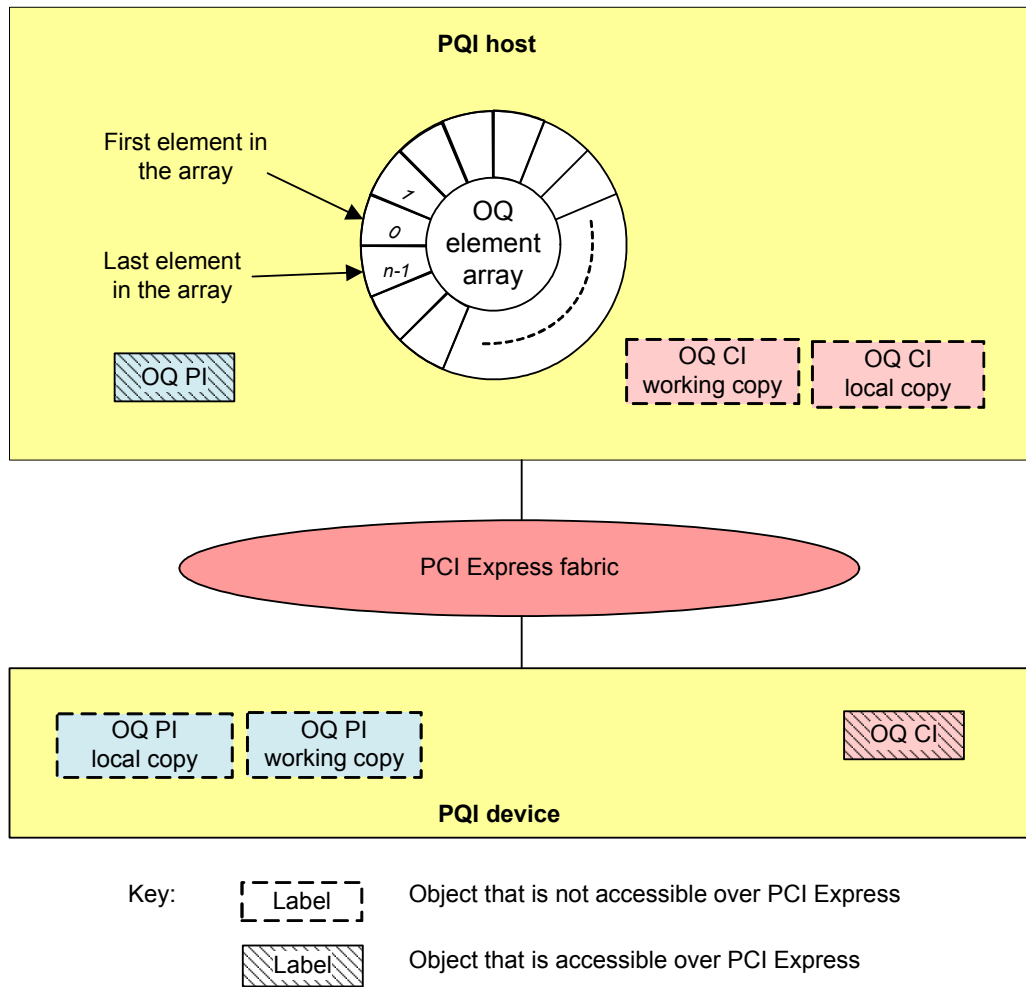 PQI host
First element in
the array
1
0
n-1
OQ
element
array
Last element
in the array
OQ PI
OQ CI
working copy
OQ CI
local copy
PCI Express fabric
OQ PI
local copy
OQ PI
working copy
OQ CI
PQI device
Key:
Label
Object that is not accessible over PCI Express
Label
Object that is accessible over PCI Express